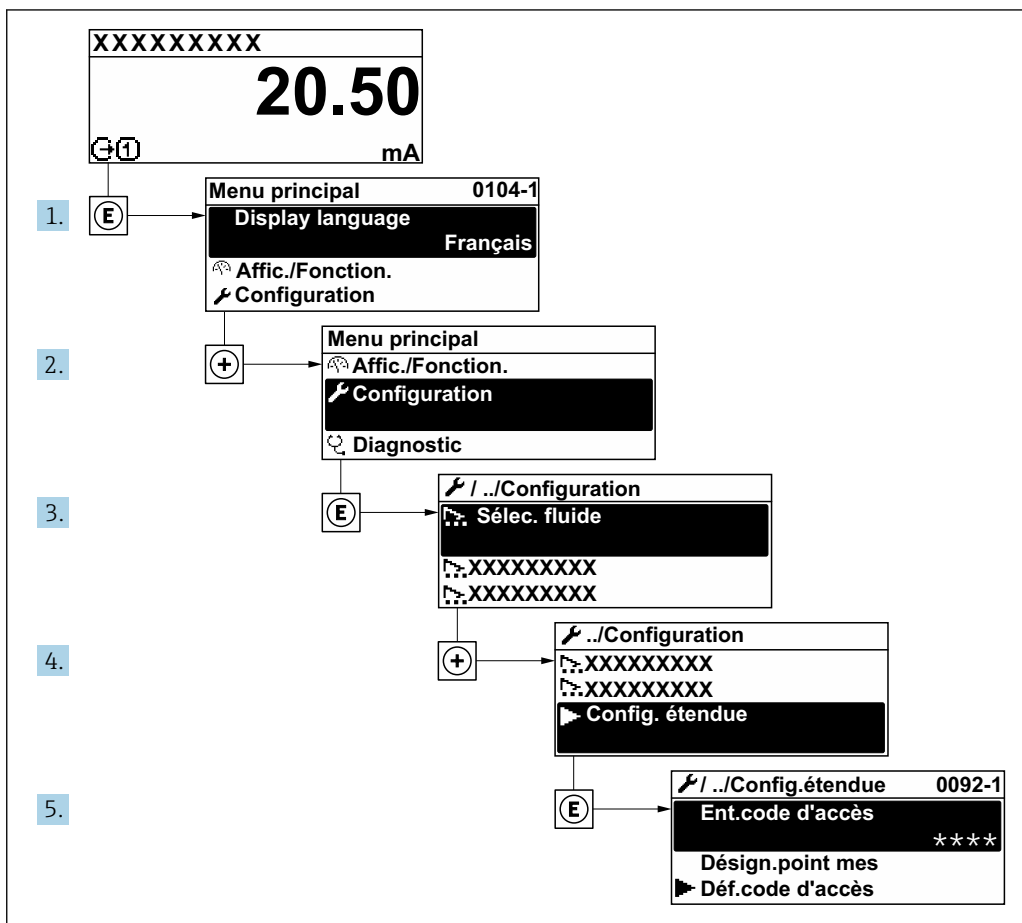 XXXXXXXXX
20.50
1 mA
1. E
Menu principal 0104-1
Display language
Français
Affic./Fonction.
Configuration
2. +
Menu principal
Affic./Fonction.
Configuration
Diagnostic
3. E
/ ../Configuration
Sélec. fluide
XXXXXXXXX
XXXXXXXXX
4. +
../Configuration
XXXXXXXXX
XXXXXXXXX
Config. étendue
5. E
/ ../Config.étendue 0092-1
Ent.code d'accès
****
Désign.point mes
Déf.code d'accès